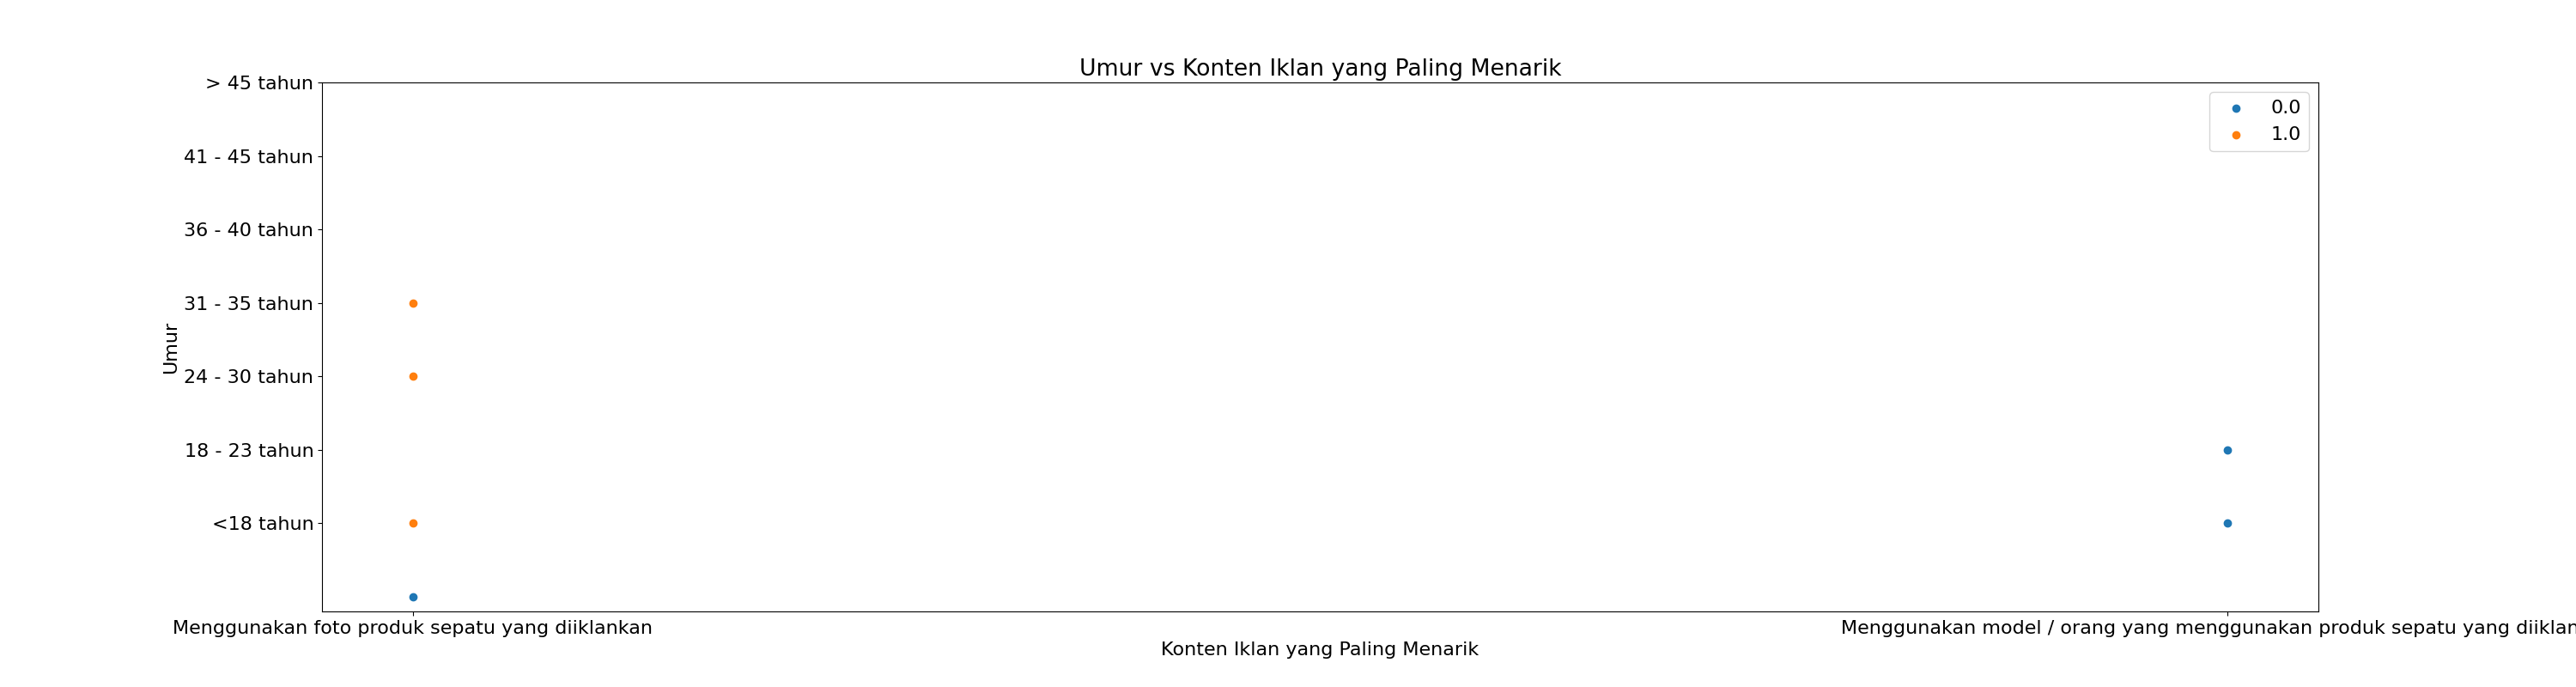 Umur vs Konten Iklan yang Paling Menarik
> 45 tahun
41 - 45 tahun
36 - 40 tahun
31 - 35 tahun
24 - 30 tahun
18 - 23 tahun
<18 tahun
Umur
0.0
1.0
Menggunakan foto produk sepatu yang diiklankan
Menggunakan model / orang yang menggunakan produk sepatu yang diiklan
Konten Iklan yang Paling Menarik